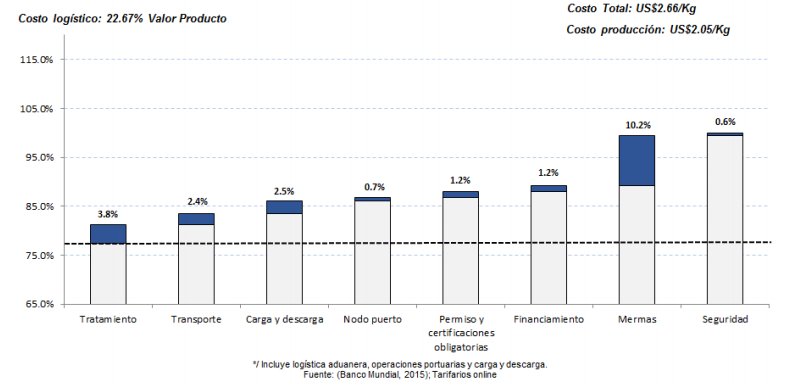 Costo logístico: 22.67% Valor Producto
Costo Total: US$2.66/Kg
Costo producción: US$2.05/Kg
115.0%
105.0%
95.0%
85.0%
75.0%
65.0%
3.8%
2.4%
2.5%
0.7%
1.2%
1.2%
10.2%
0.6%
Tratamiento
Transporte
Carga y descarga
Nodo puerto
Permiso y
certificaciones
obligatorias
Financiamiento
Mermas
Seguridad
*/ Incluye logística aduanera, operaciones portuarias y carga y descarga.
Fuente: (Banco Mundial, 2015); Tarifarios online